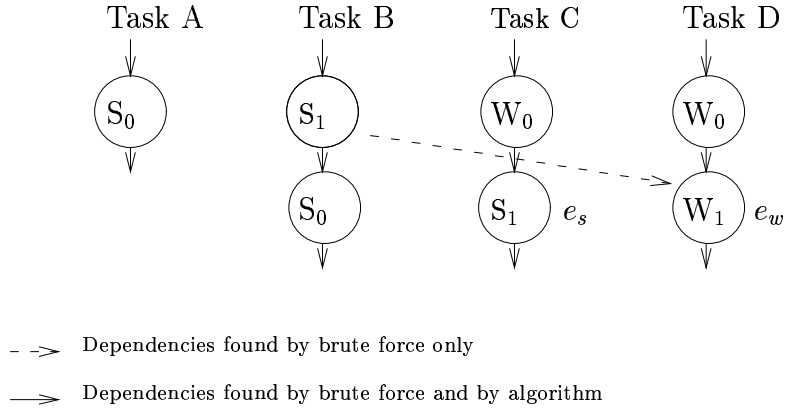 Task A Task B Task C Task D
S₀ S₁ W₀ W₀
S₀ S₁ eₛ W₁ e_w
Dependencies found by brute force only
Dependencies found by brute force and by algorithm